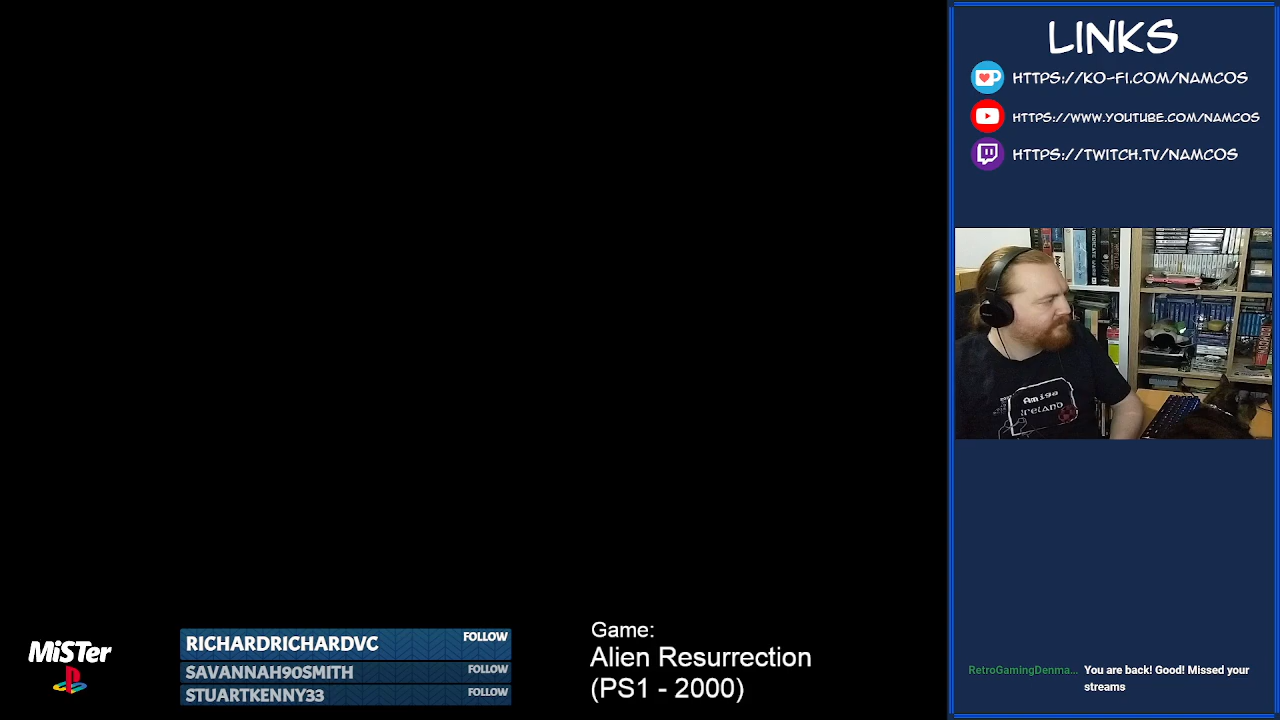 LINKS
HTTPS://KO-FI.COM/NAMCOS
HTTPS://WWW.YOUTUBE.COM/NAMCOS
HTTPS://TWITCH.TV/NAMCOS
Amiga
IRELAND
MiSTer
RICHARDRICHARDVC FOLLOW
SAVANNAH90SMITH FOLLOW
STUARTKENNY33 FOLLOW
Game:
Alien Resurrection
(PS1 - 2000)
RetroGamingDenma... You are back! Good! Missed your
streams